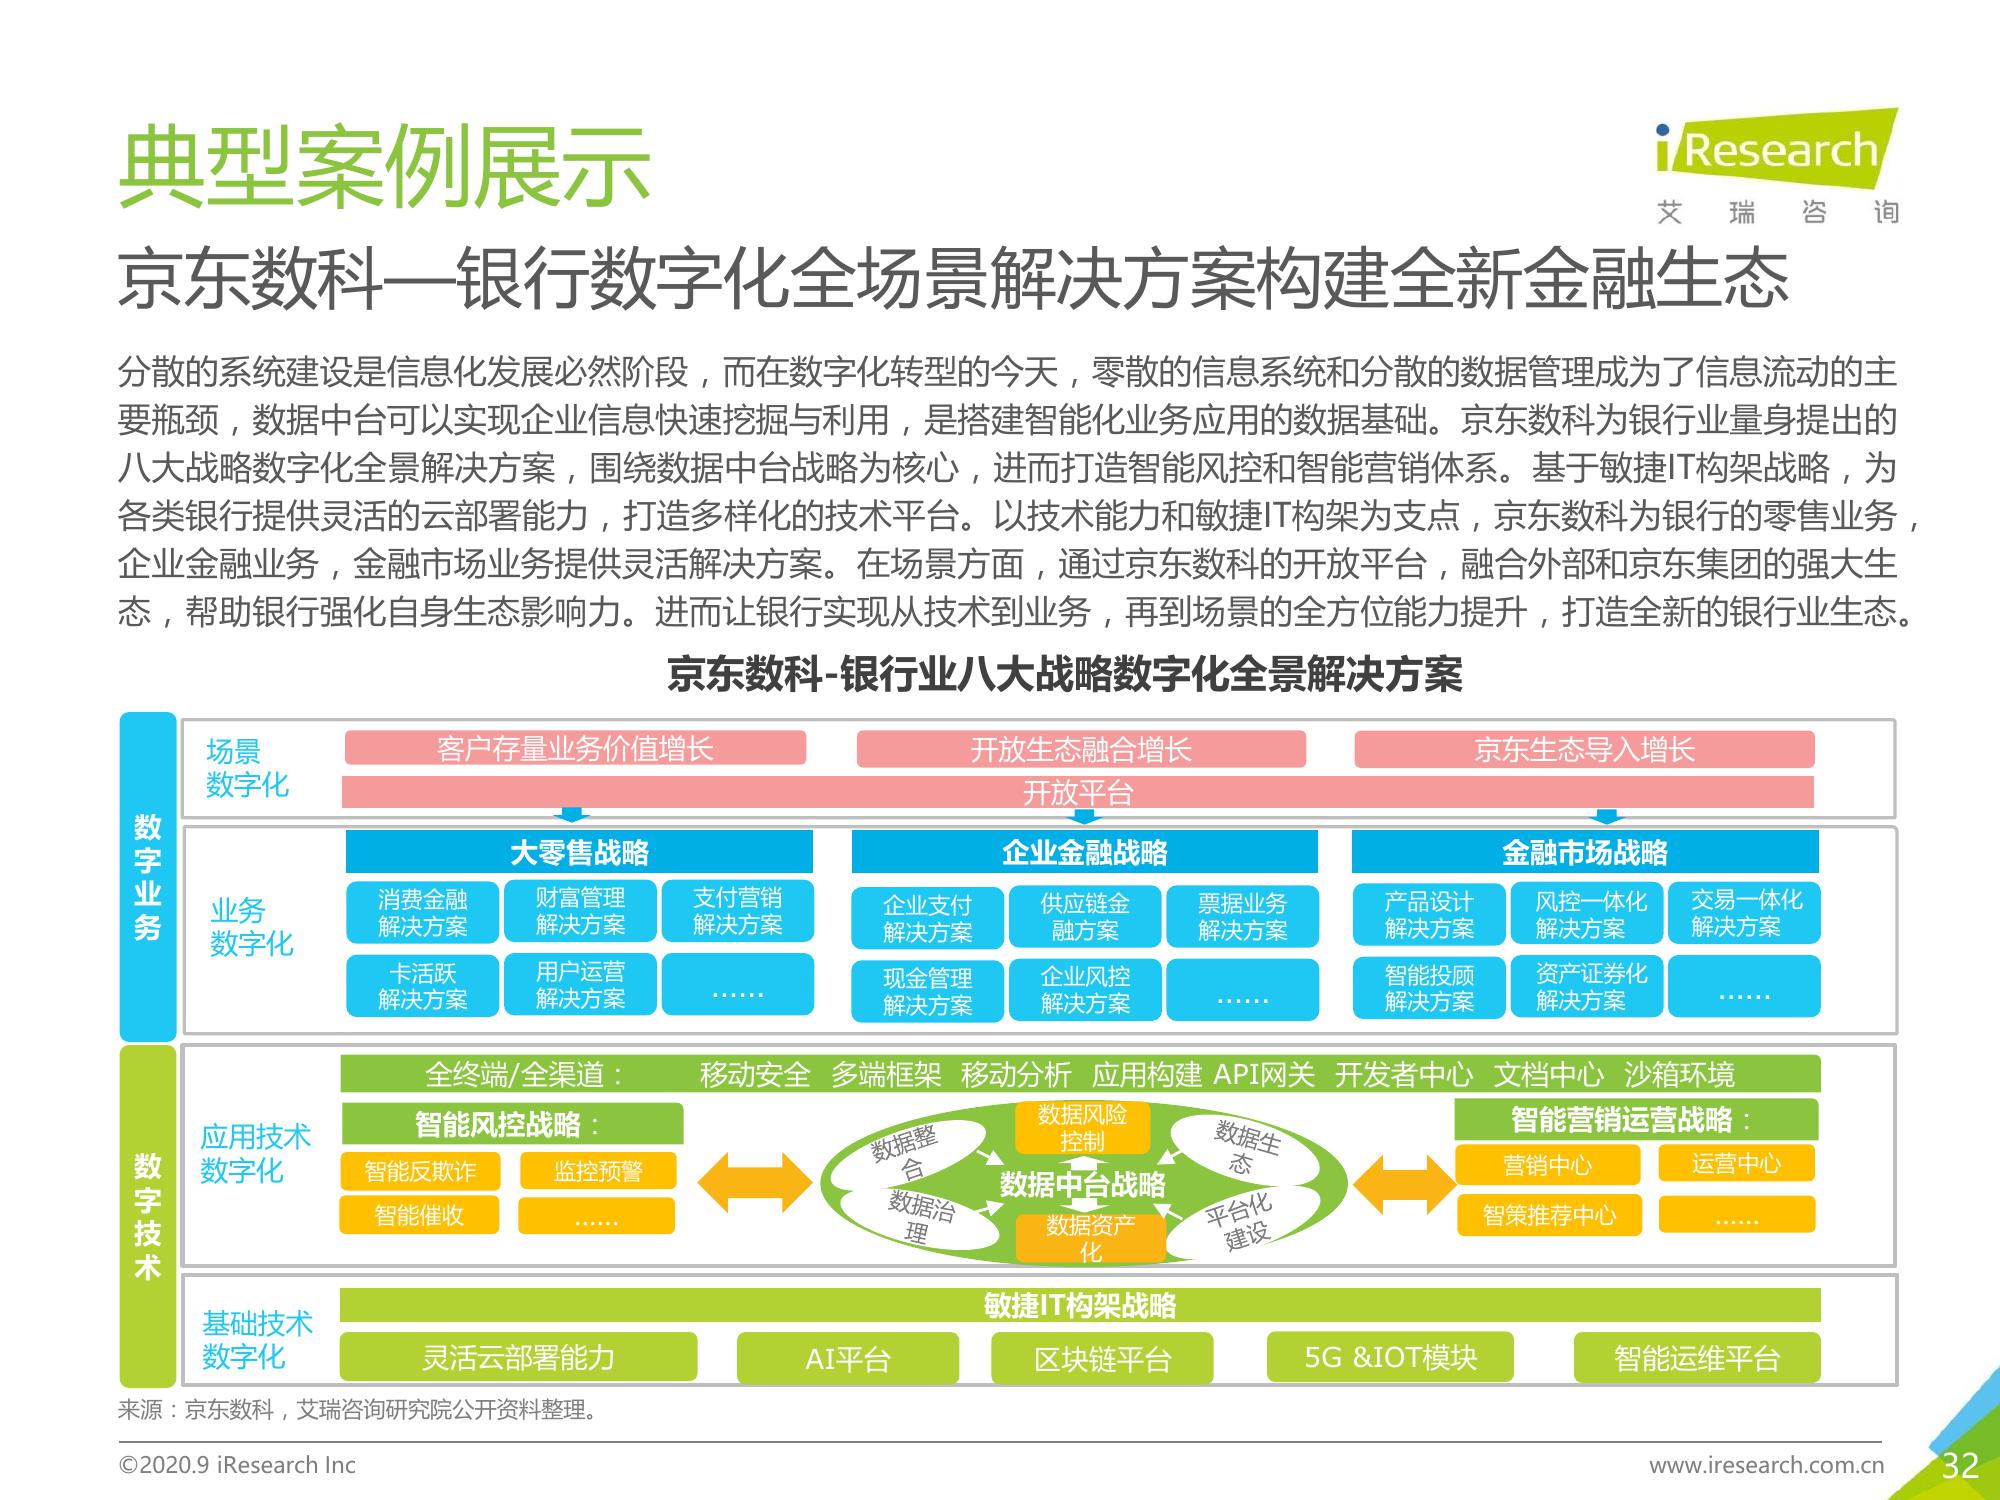 典型案例展示
iResearch
艾瑞咨询
京东数科—银行数字化全场景解决方案构建全新金融生态
分散的系统建设是信息化发展必然阶段，而在数字化转型的今天，零散的信息系统和分散的数据管理成为了信息流动的主
要瓶颈，数据中台可以实现企业信息快速挖掘与利用，是搭建智能化业务应用的数据基础。京东数科为银行业量身提出的
八大战略数字化全景解决方案，围绕数据中台战略为核心，进而打造智能风控和智能营销体系。基于敏捷IT构架战略，为
各类银行提供灵活的云部署能力，打造多样化的技术平台。以技术能力和敏捷IT构架为支点，京东数科为银行的零售业务，
企业金融业务，金融市场业务提供灵活解决方案。在场景方面，通过京东数科的开放平台，融合外部和京东集团的强大生
态，帮助银行强化自身生态影响力。进而让银行实现从技术到业务，再到场景的全方位能力提升，打造全新的银行业生态。
京东数科-银行业八大战略数字化全景解决方案
数字业务
场景
数字化
客户存量业务价值增长
开放生态融合增长
京东生态导入增长
开放平台
业务
数字化
大零售战略
消费金融
解决方案
财富管理
解决方案
支付营销
解决方案
卡活跃
解决方案
用户运营
解决方案
......
企业金融战略
企业支付
解决方案
供应链金
融方案
票据业务
解决方案
现金管理
解决方案
企业风控
解决方案
......
金融市场战略
产品设计
解决方案
风控一体化
解决方案
交易一体化
解决方案
智能投顾
解决方案
资产证券化
解决方案
......
数字技术
应用技术
数字化
全终端/全渠道： 移动安全 多端框架 移动分析 应用构建 API网关 开发者中心 文档中心 沙箱环境
智能风控战略：
智能反欺诈
监控预警
智能催收
......
数据整
合
数据风险
控制
数据生
态
数据中台战略
数据治
理
数据资产
化
平台化
建设
智能营销运营战略：
营销中心
运营中心
智策推荐中心
......
基础技术
数字化
敏捷IT构架战略
灵活云部署能力
AI平台
区块链平台
5G &IOT模块
智能运维平台
来源：京东数科，艾瑞咨询研究院公开资料整理。
©2020.9 iResearch Inc
www.iresearch.com.cn
32